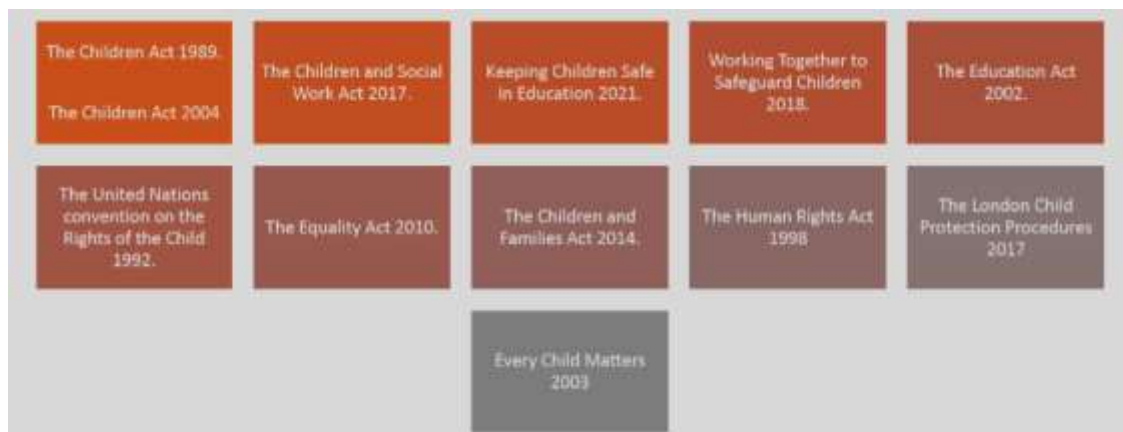 The Children Act 1989.
The Children Act 2004
The Children and Social
Work Act 2017.
Keeping Children Safe
in Education 2021.
Working Together to
Safeguard Children
2018.
The Education Act
2002.
The United Nations
convention on the
Rights of the Child
1992.
The Equality Act 2010.
The Children and
Families Act 2014.
The Human Rights Act
1998
The London Child
Protection Procedures
2017
Every Child Matters
2003